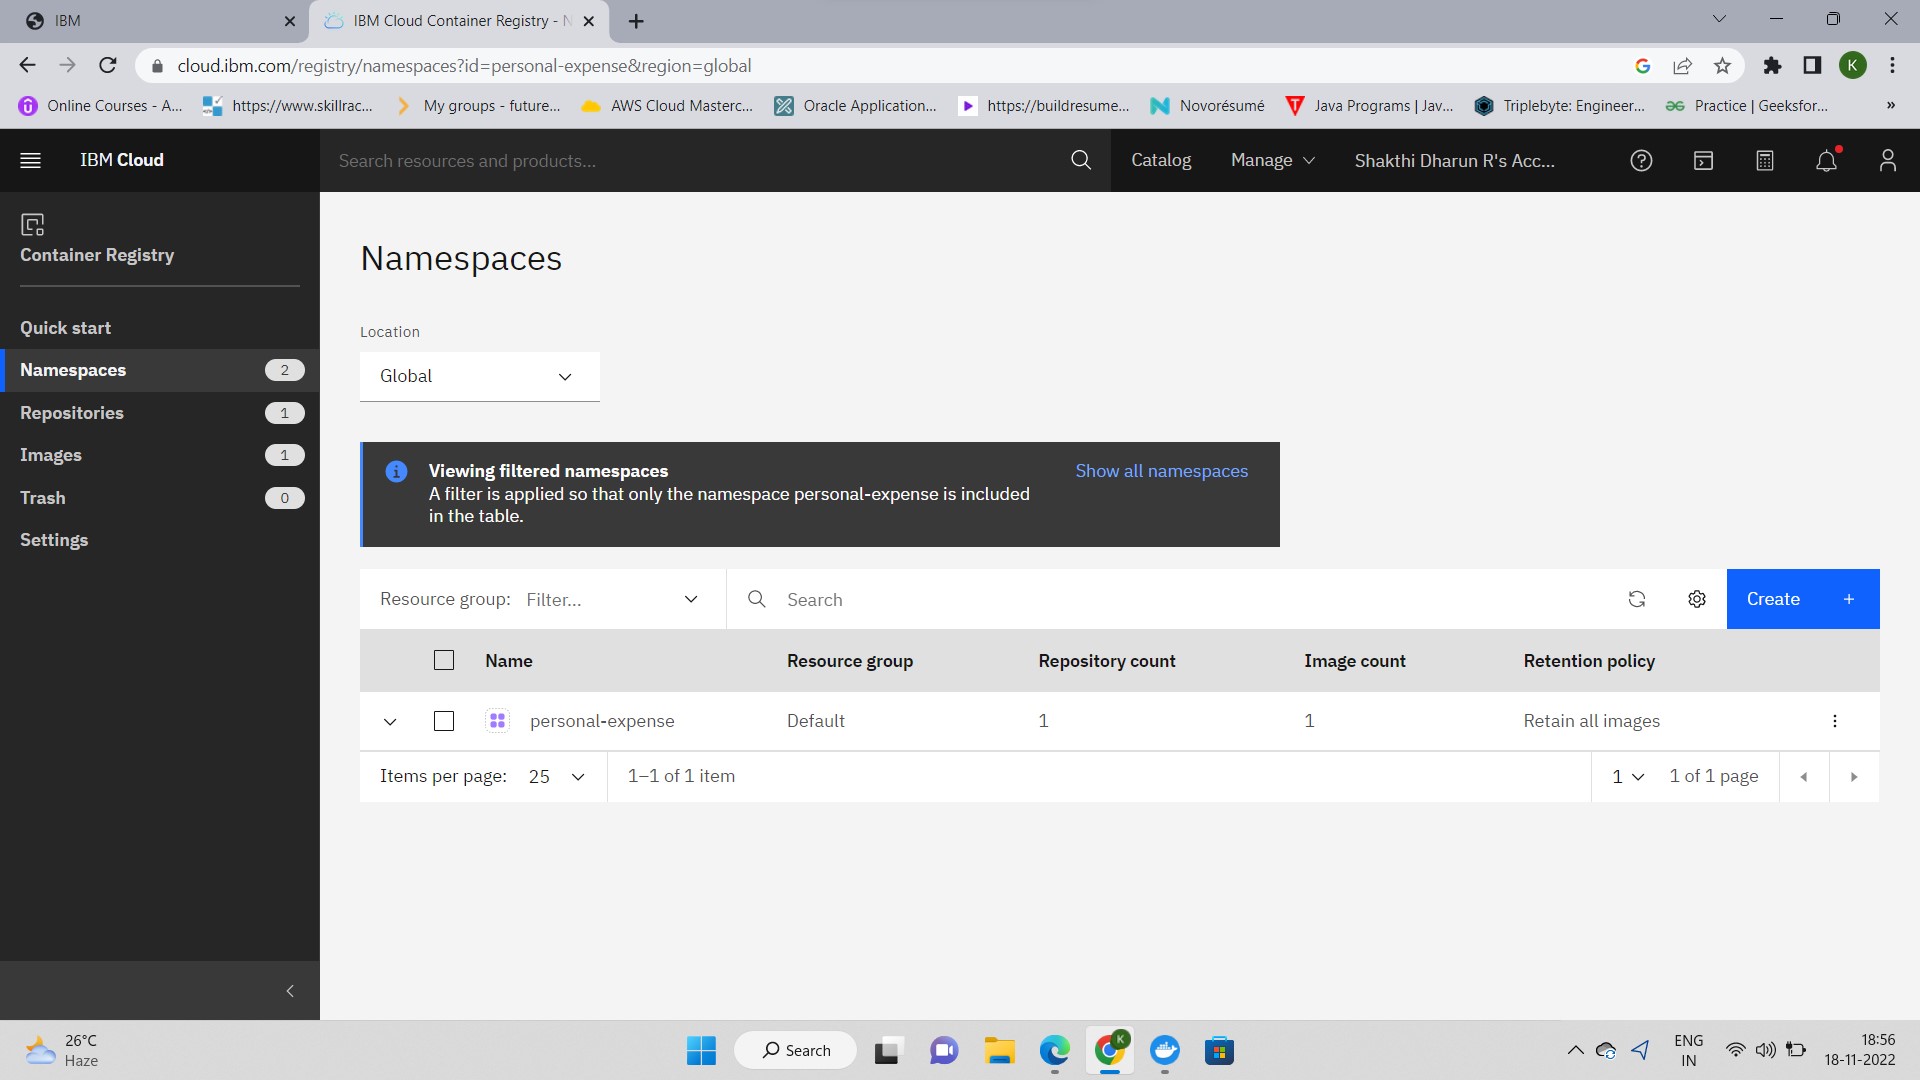 IBM
IBM Cloud Container Registry - N
cloud.ibm.com/registry/namespaces?id=personal-expense&region=global
K
Online Courses - A...
https://www.skillrac...
My groups - future...
AWS Cloud Masterc...
Oracle Application...
https://buildresume...
Novorésumé
Java Programs | Jav...
Triplebyte: Engineer...
Practice | Geeksfor...
»
IBM Cloud
Search resources and products...
Catalog
Manage
Shakthi Dharun R's Acc...
Container Registry
Quick start
Namespaces 2
Repositories 1
Images 1
Trash 0
Settings
Namespaces
Location
Global
Viewing filtered namespaces
Show all namespaces
A filter is applied so that only the namespace personal-expense is included
in the table.
Resource group: Filter...
Search
Create +
Name Resource group Repository count Image count Retention policy
personal-expense Default 1 1 Retain all images
Items per page: 25
1–1 of 1 item
1
1 of 1 page
26°C
Haze
Search
K
ENG
IN
18:56
18-11-2022